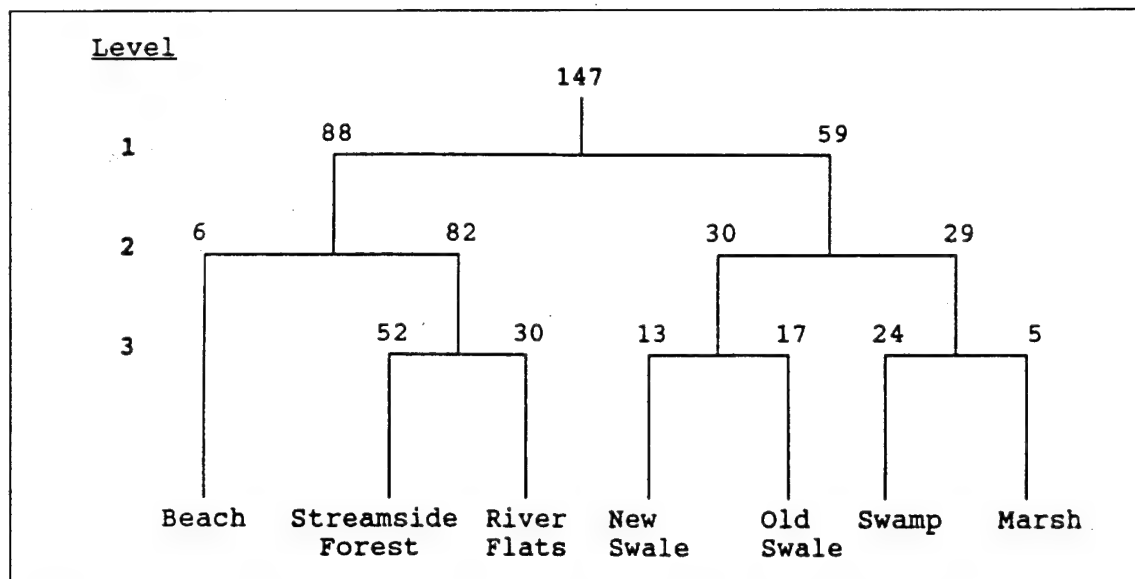 Level
147
1 88 59
2 6 82 30 29
3 52 30 13 17 24 5
Beach Streamside River New Old Swamp Marsh
Forest Flats Swale Swale